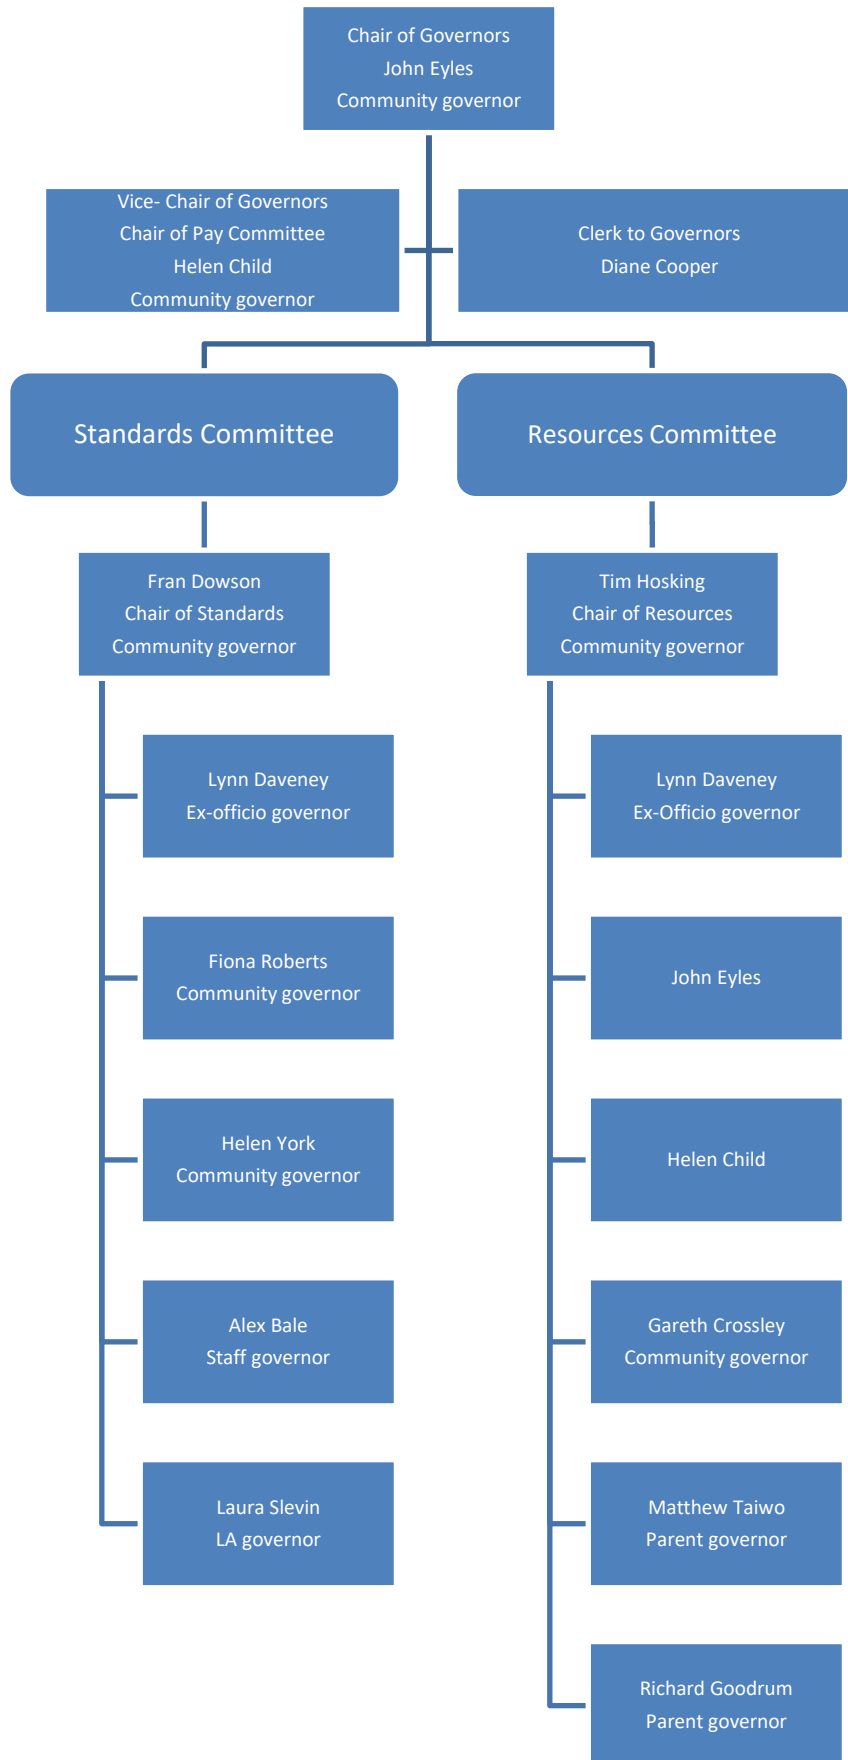 Chair of Governors
John Eyles
Community governor
Vice- Chair of Governors
Chair of Pay Committee
Helen Child
Community governor
Clerk to Governors
Diane Cooper
Standards Committee
Resources Committee
Fran Dowson
Chair of Standards
Community governor
Lynn Daveney
Ex-officio governor
Fiona Roberts
Community governor
Helen York
Community governor
Alex Bale
Staff governor
Laura Slevin
LA governor
Tim Hosking
Chair of Resources
Community governor
Lynn Daveney
Ex-Officio governor
John Eyles
Helen Child
Gareth Crossley
Community governor
Matthew Taiwo
Parent governor
Richard Goodrum
Parent governor